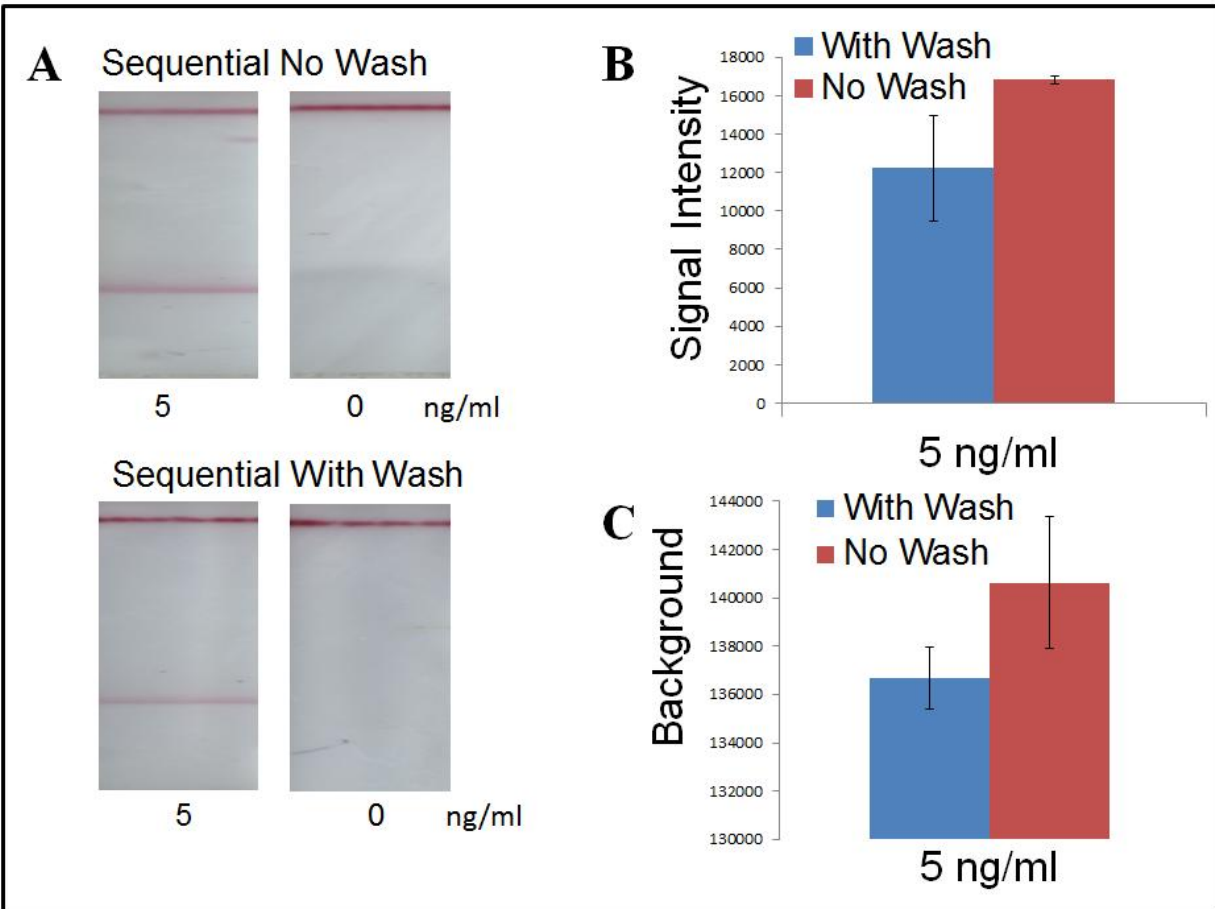 A
Sequential No Wash
5 0 ng/ml
Sequential With Wash
5 0 ng/ml
B
With Wash
No Wash
Signal Intensity
18000
16000
14000
12000
10000
8000
6000
4000
2000
0
5 ng/ml
C
With Wash
No Wash
Background
144000
142000
140000
138000
136000
134000
132000
130000
5 ng/ml